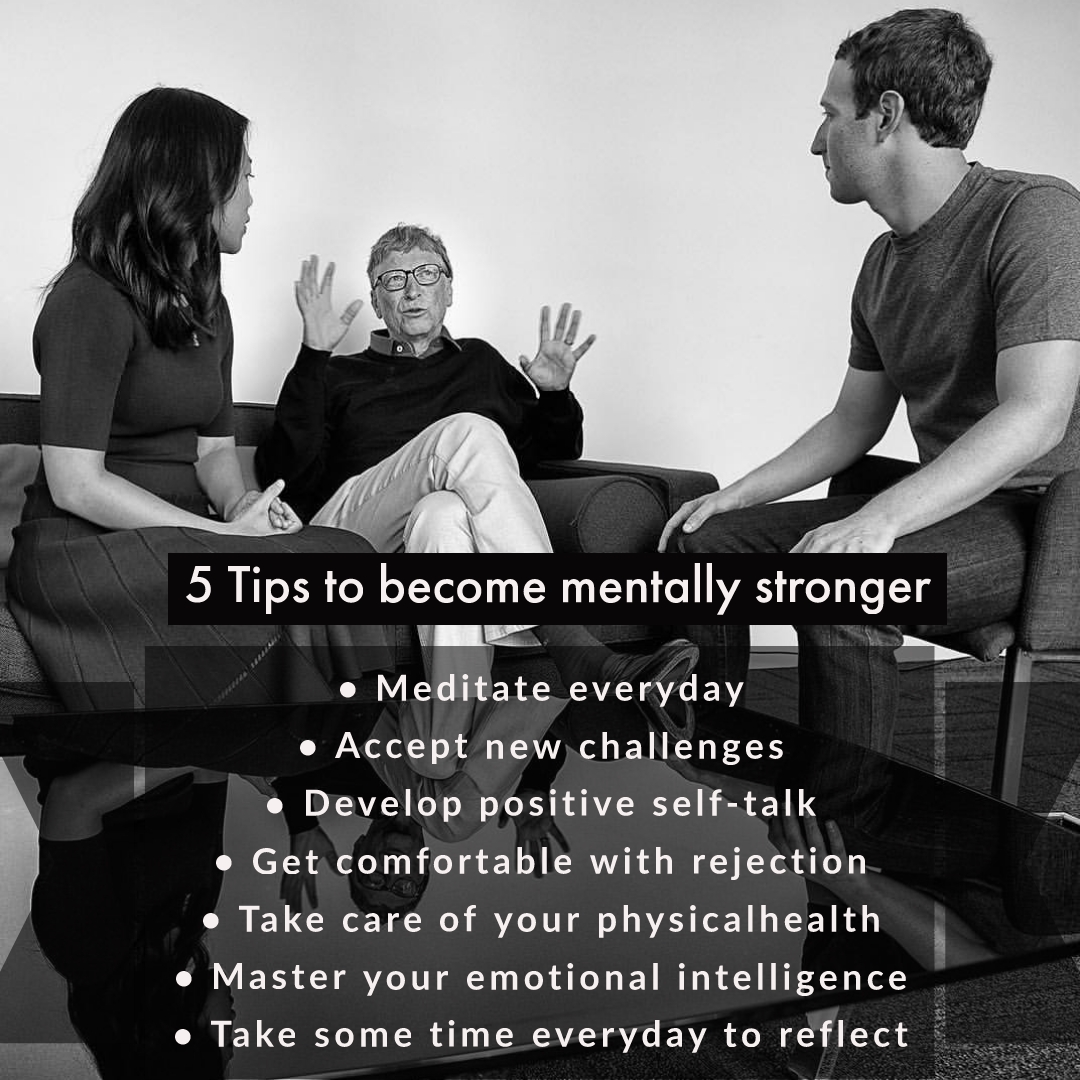 5 Tips to become mentally stronger
• Meditate everyday
• Accept new challenges
• Develop positive self-talk
• Get comfortable with rejection
• Take care of your physicalhealth
• Master your emotional intelligence
• Take some time everyday to reflect